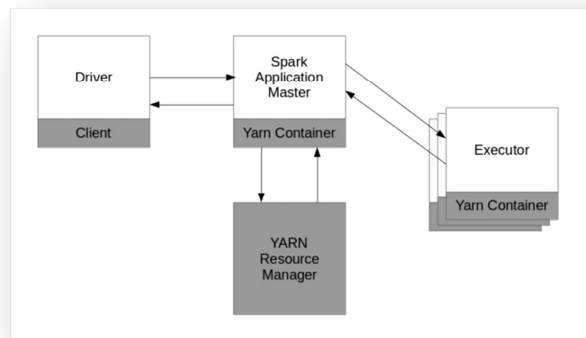 Driver
Client
Spark
Application
Master
Yarn Container
Executor
Yarn Container
YARN
Resource
Manager